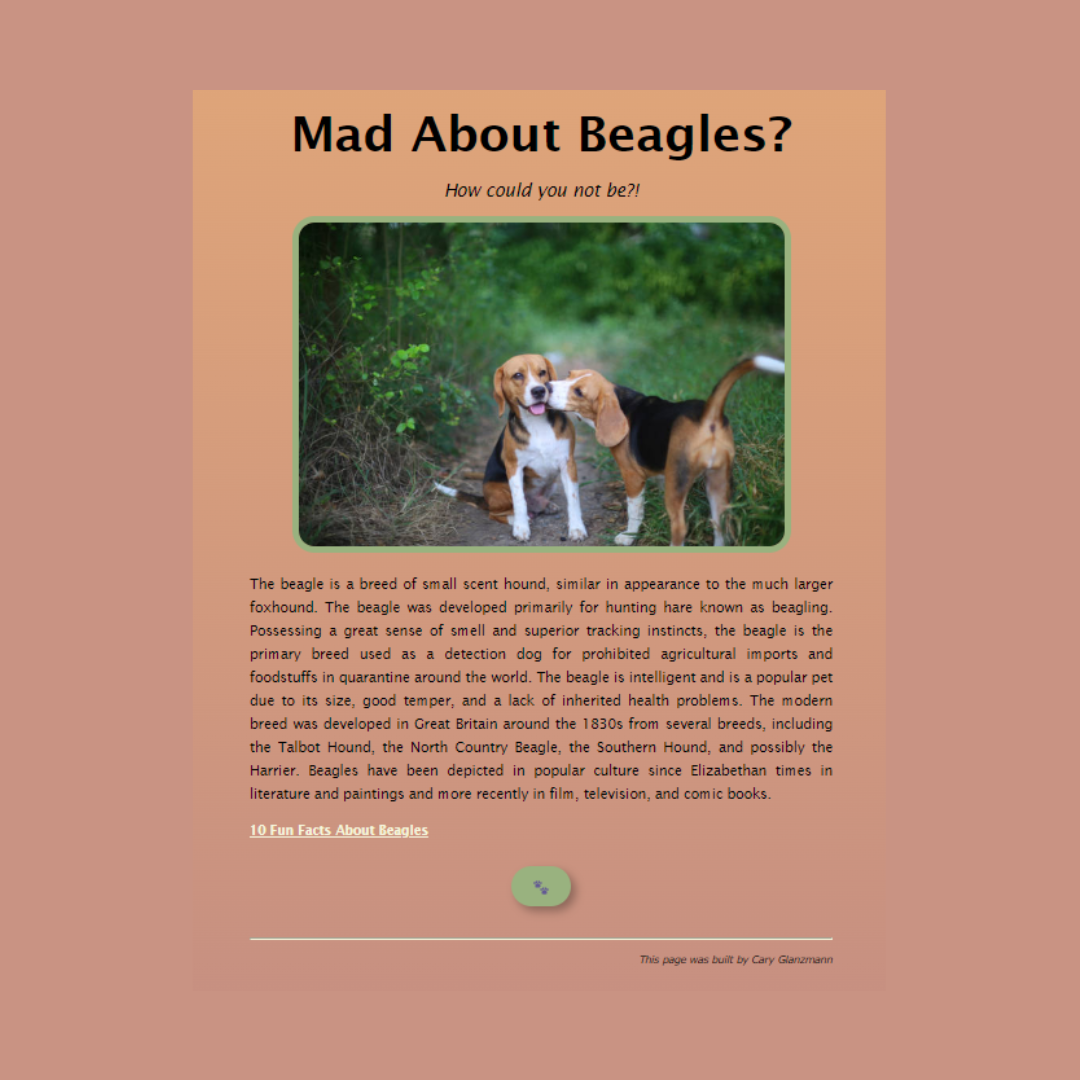 Mad About Beagles?
How could you not be?!
The beagle is a breed of small scent hound, similar in appearance to the much larger
foxhound. The beagle was developed primarily for hunting hare known as beagling.
Possessing a great sense of smell and superior tracking instincts, the beagle is the
primary breed used as a detection dog for prohibited agricultural imports and
foodstuffs in quarantine around the world. The beagle is intelligent and is a popular pet
due to its size, good temper, and a lack of inherited health problems. The modern
breed was developed in Great Britain around the 1830s from several breeds, including
the Talbot Hound, the North Country Beagle, the Southern Hound, and possibly the
Harrier. Beagles have been depicted in popular culture since Elizabethan times in
literature and paintings and more recently in film, television, and comic books.
10 Fun Facts About Beagles
This page was built by Cary Glanzmann